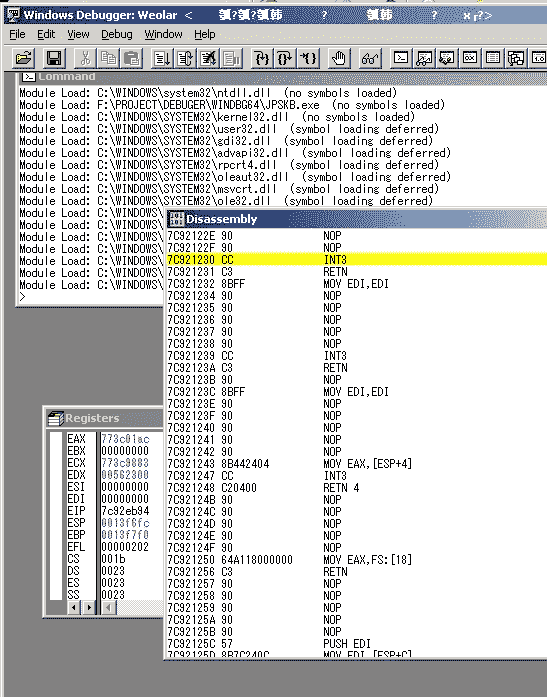 Windows Debugger: Weolar <
File Edit View Debug Window Help
Command
Module Load: C:\WINDOWS\system32\ntdll.dll (no symbols loaded)
Module Load: F:\PROJECT\DEBUGER\WINDBG64\JPSKB.exe (no symbols loaded)
Module Load: C:\WINDOWS\SYSTEM32\kernel32.dll (no symbols loaded)
Module Load: C:\WINDOWS\SYSTEM32\user32.dll (symbol loading deferred)
Module Load: C:\WINDOWS\SYSTEM32\gdi32.dll (symbol loading deferred)
Module Load: C:\WINDOWS\SYSTEM32\advapi32.dll (symbol loading deferred)
Module Load: C:\WINDOWS\SYSTEM32\rpcrt4.dll (symbol loading deferred)
Module Load: C:\WINDOWS\SYSTEM32\oleaut32.dll (symbol loading deferred)
Module Load: C:\WINDOWS\SYSTEM32\msvcrt.dll (symbol loading deferred)
Module Load: C:\WINDOWS\SYSTEM32\ole32.dll (symbol loading deferred)
Module Load: C:\WINDOWS\
Module Load: C:\WINDOWS\
Module Load: C:\WINDOWS\
Module Load: C:\WINDOWS\
Module Load: C:\WINDOWS\
Module Load: C:\WINDOWS\
Module Load: C:\WINDOWS\
>
Disassembly
7C92122E 90 NOP
7C92122F 90 NOP
7C921230 CC INT3
7C921231 C3 RETN
7C921232 8BFF MOV EDI,EDI
7C921234 90 NOP
7C921235 90 NOP
7C921236 90 NOP
7C921237 90 NOP
7C921238 90 NOP
7C921239 CC INT3
7C92123A C3 RETN
7C92123B 90 NOP
7C92123C 8BFF MOV EDI,EDI
7C92123E 90 NOP
7C92123F 90 NOP
7C921240 90 NOP
7C921241 90 NOP
7C921242 90 NOP
7C921243 8B442404 MOV EAX,[ESP+4]
7C921247 CC INT3
7C921248 C20400 RETN 4
7C92124B 90 NOP
7C92124C 90 NOP
7C92124D 90 NOP
7C92124E 90 NOP
7C92124F 90 NOP
7C921250 64A118000000 MOV EAX,FS:[18]
7C921256 C3 RETN
7C921257 90 NOP
7C921258 90 NOP
7C921259 90 NOP
7C92125A 90 NOP
7C92125B 90 NOP
7C92125C 57 PUSH EDI
7C92125D 8B7C240C MOV EDI,[ESP+C]
Registers
EAX 773c01ac
EBX 00000000
ECX 773c9883
EDX 00562300
ESI 00000000
EDI 00000000
EIP 7c92eb94
ESP 0013f6fc
EBP 0013f7f0
EFL 00000202
CS 001b
DS 0023
ES 0023
SS 0023